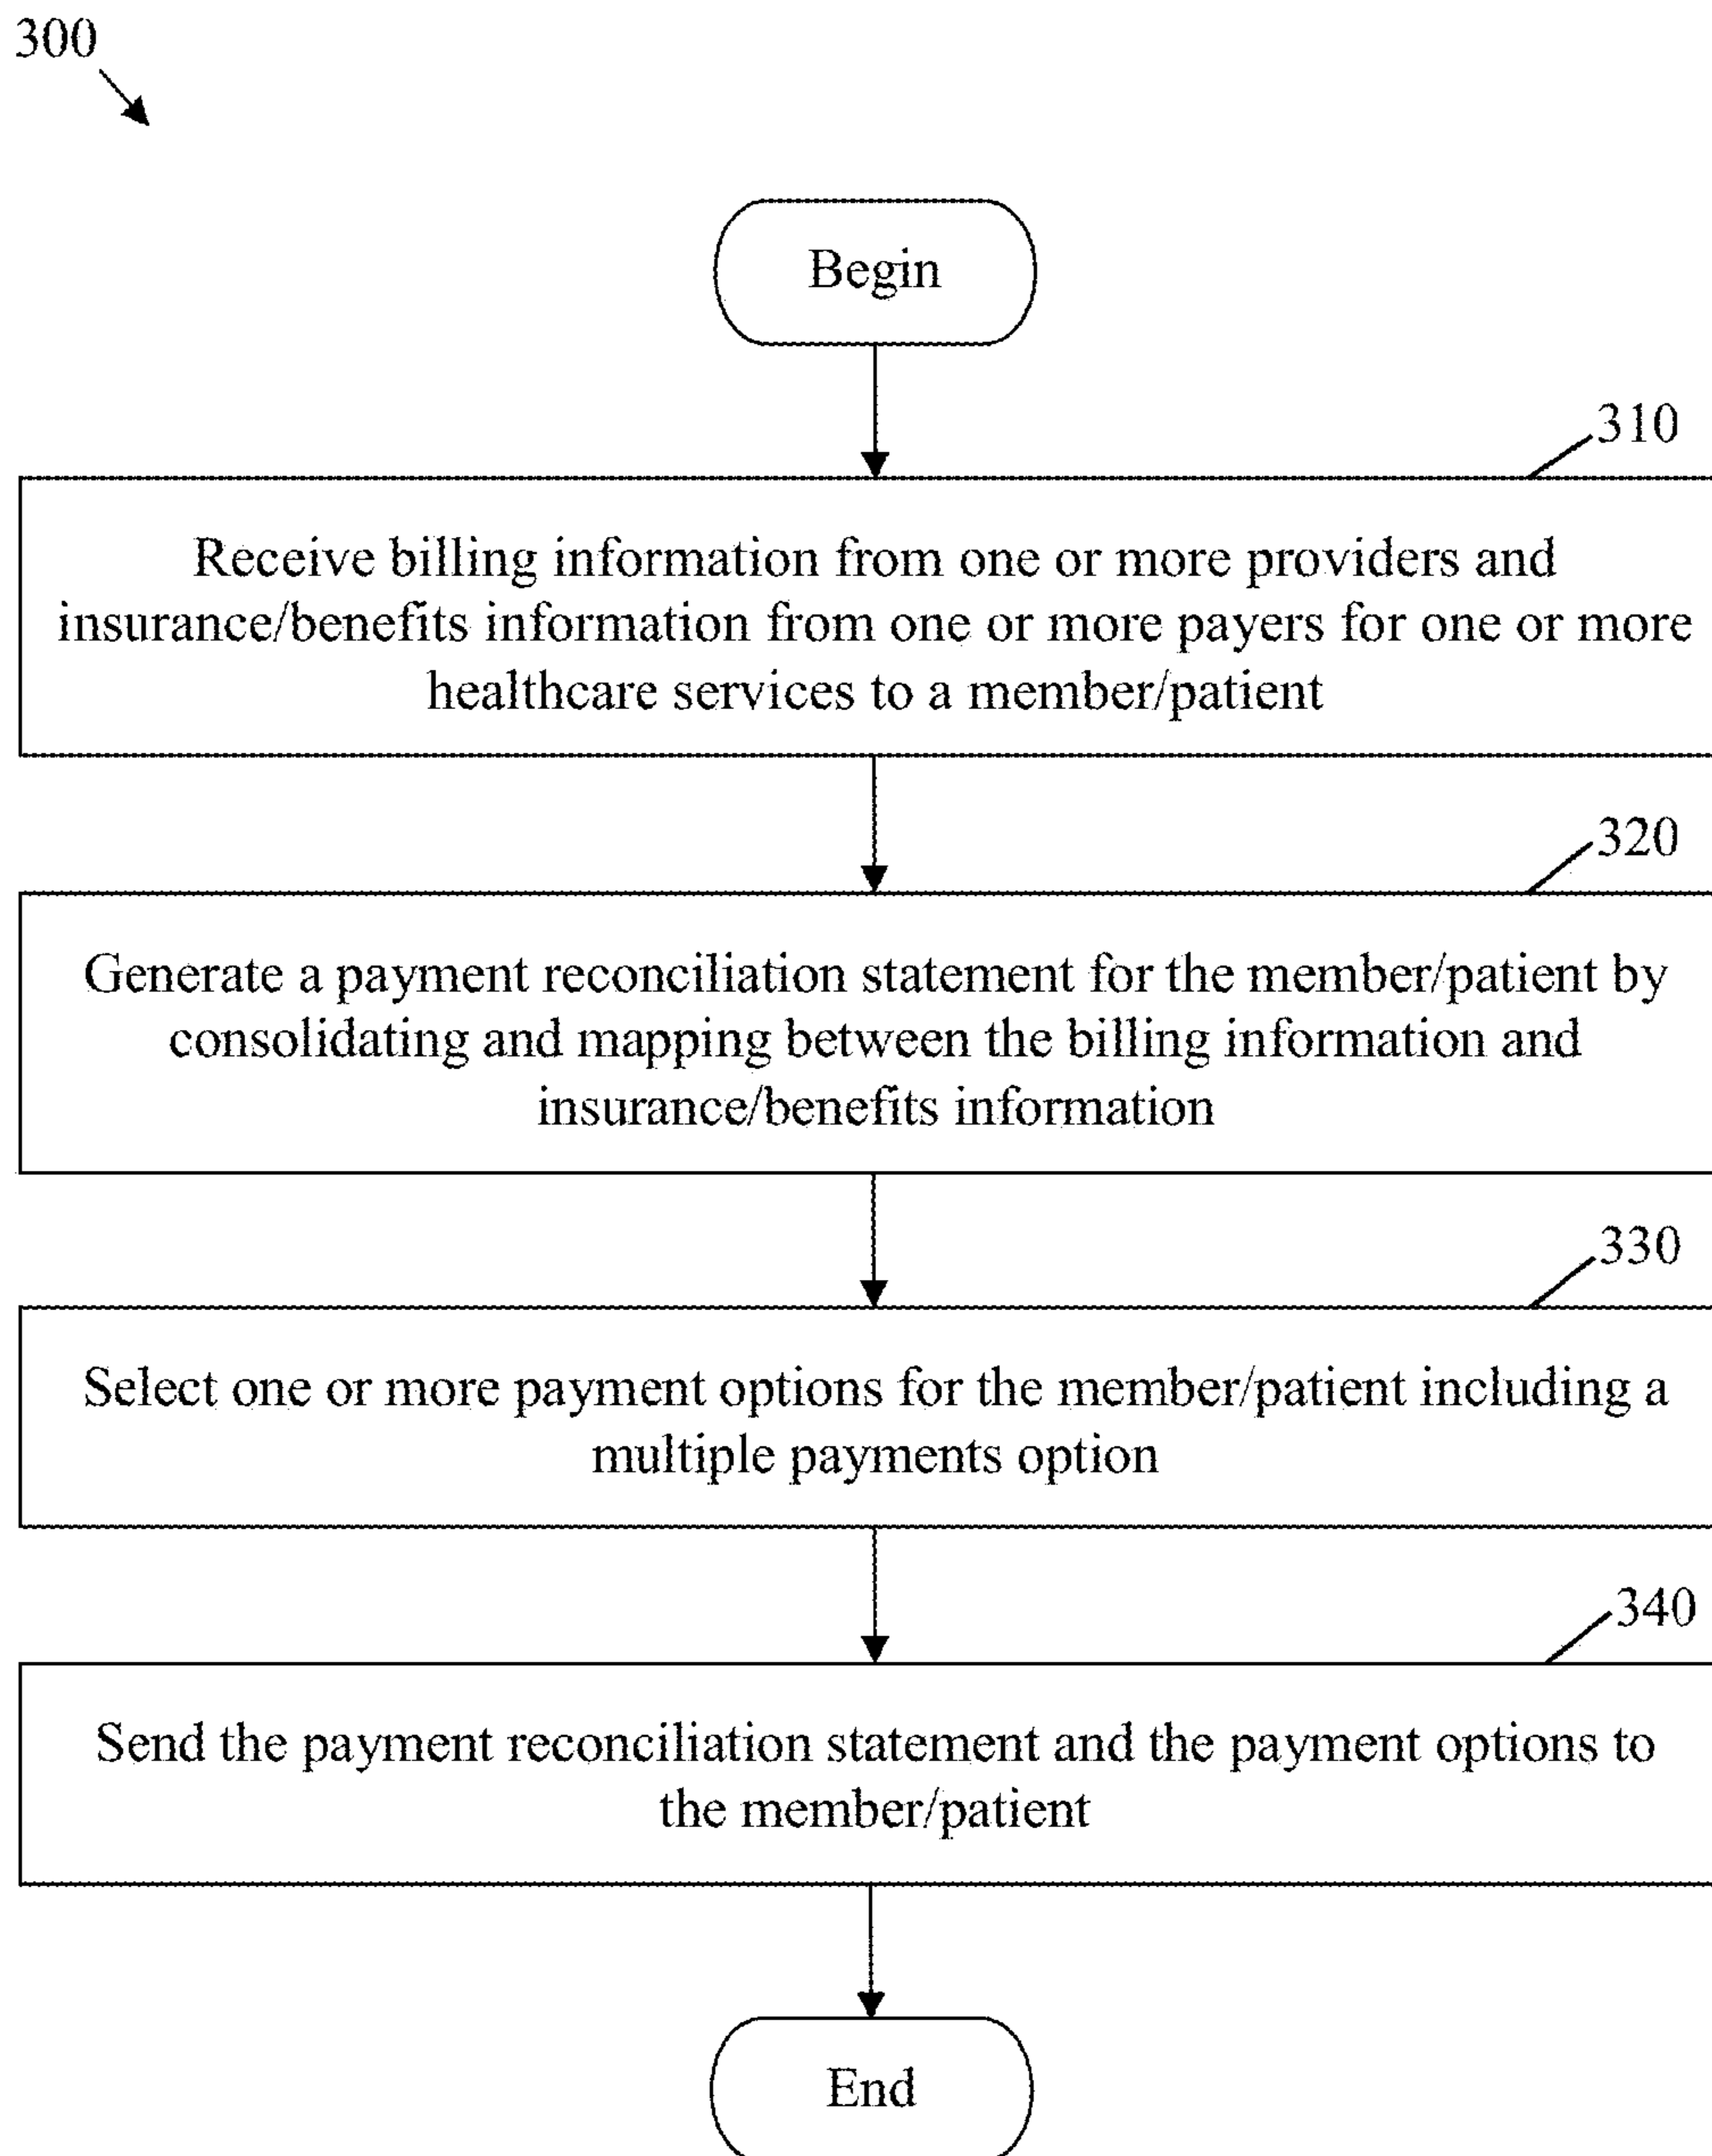 300
Begin
310
Receive billing information from one or more providers and
insurance/benefits information from one or more payers for one or more
healthcare services to a member/patient
320
Generate a payment reconciliation statement for the member/patient by
consolidating and mapping between the billing information and
insurance/benefits information
330
Select one or more payment options for the member/patient including a
multiple payments option
340
Send the payment reconciliation statement and the payment options to
the member/patient
End